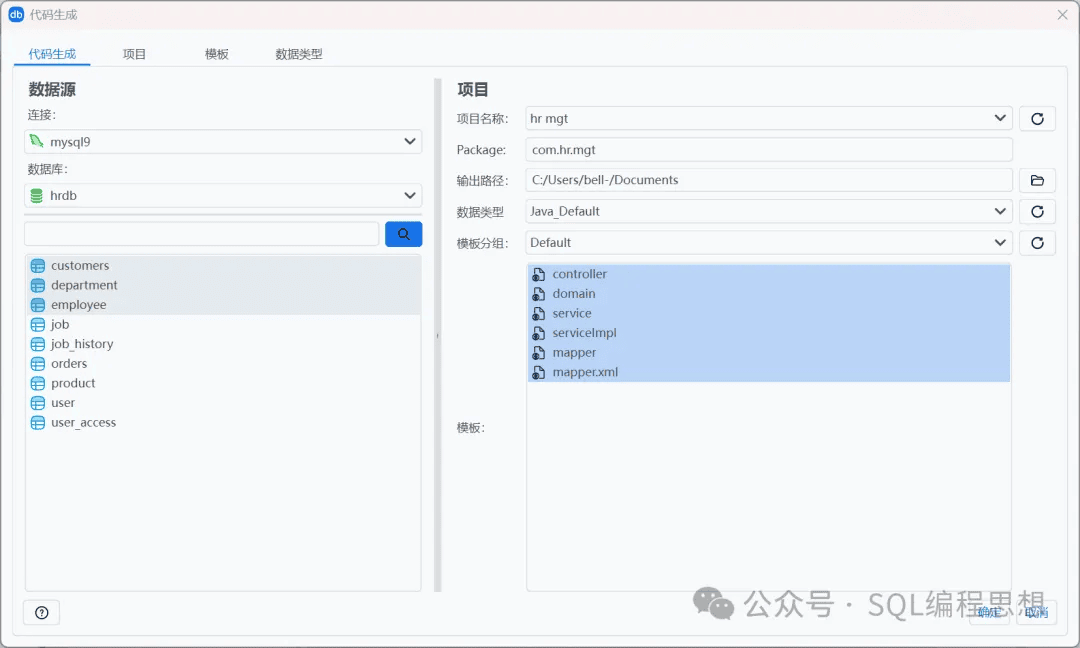 db 代码生成
代码生成 项目 模板 数据类型
数据源
连接:
mysql9
数据库:
hrdb
customers
department
employee
job
job_history
orders
product
user
user_access
项目
项目名称: hr mgt
Package: com.hr.mgt
输出路径: C:/Users/bell-/Documents
数据类型 Java_Default
模板分组: Default
controller
domain
service
serviceImpl
mapper
mapper.xml
模板:
公众号 · SQL编程思想
确定 取消